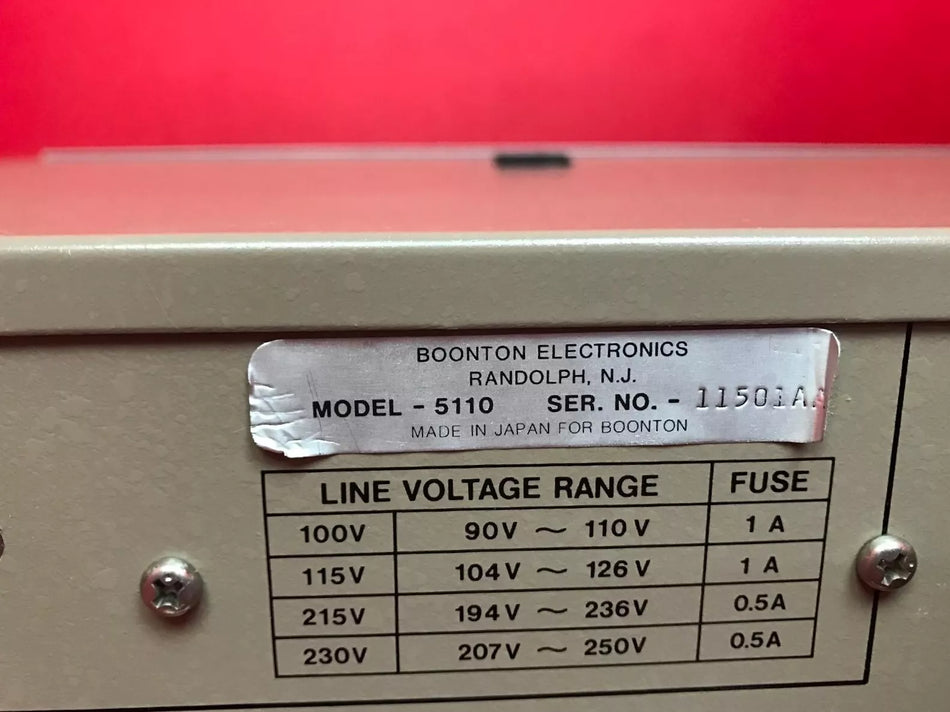 BOONTON ELECTRONICS
RANDOLPH, N.J.
MODEL - 5110 SER. NO. - 11501AA
MADE IN JAPAN FOR BOONTON
LINE VOLTAGE RANGE FUSE
100V 90V ~ 110V 1 A
115V 104V ~ 126V 1 A
215V 194V ~ 236V 0.5A
230V 207V ~ 250V 0.5A